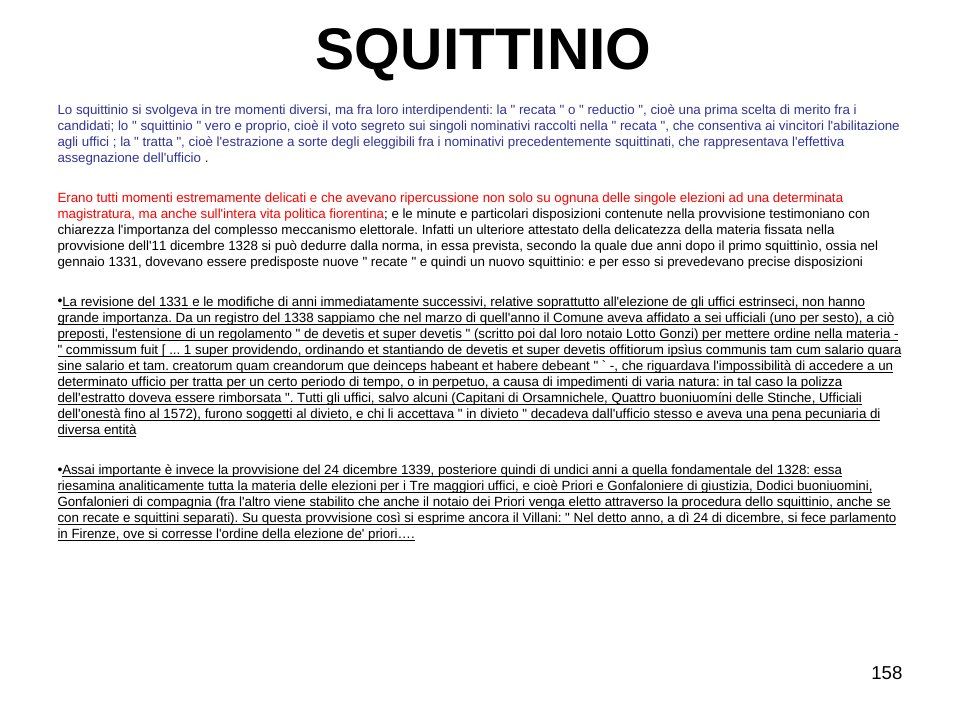 SQUITTINIO
Lo squittinio si svolgeva in tre momenti diversi, ma fra loro interdipendenti: la " recata " o " reductio ", cioè una prima scelta di merito fra i
candidati; lo " squittinio " vero e proprio, cioè il voto segreto sui singoli nominativi raccolti nella " recata ", che consentiva ai vincitori l'abilitazione
agli uffici ; la " tratta ", cioè l'estrazione a sorte degli eleggibili fra i nominativi precedentemente squittinati, che rappresentava l'effettiva
assegnazione dell'ufficio .
Erano tutti momenti estremamente delicati e che avevano ripercussione non solo su ognuna delle singole elezioni ad una determinata
magistratura, ma anche sull'intera vita politica fiorentina; e le minute e particolari disposizioni contenute nella provvisione testimoniano con
chiarezza l'importanza del complesso meccanismo elettorale. Infatti un ulteriore attestato della delicatezza della materia fissata nella
provvisione dell'11 dicembre 1328 si può dedurre dalla norma, in essa prevista, secondo la quale due anni dopo il primo squittinìo, ossia nel
gennaio 1331, dovevano essere predisposte nuove " recate " e quindi un nuovo squittinio: e per esso si prevedevano precise disposizioni
•La revisione del 1331 e le modifiche di anni immediatamente successivi, relative soprattutto all'elezione de gli uffici estrinseci, non hanno
grande importanza. Da un registro del 1338 sappiamo che nel marzo di quell'anno il Comune aveva affidato a sei ufficiali (uno per sesto), a ciò
preposti, l'estensione di un regolamento " de devetis et super devetis " (scritto poi dal loro notaio Lotto Gonzi) per mettere ordine nella materia -
" commissum fuit [ ... 1 super providendo, ordinando et stantiando de devetis et super devetis offitiorum ipsìus communis tam cum salario quara
sine salario et tam. creatorum quam creandorum que deinceps habeant et habere debeant " ` -, che riguardava l'impossibilità di accedere a un
determinato ufficio per tratta per un certo periodo di tempo, o in perpetuo, a causa di impedimenti di varia natura: in tal caso la polizza
dell'estratto doveva essere rimborsata ". Tutti gli uffici, salvo alcuni (Capitani di Orsamnichele, Quattro buoniuomíni delle Stinche, Ufficiali
dell'onestà fino al 1572), furono soggetti al divieto, e chi li accettava " in divieto " decadeva dall'ufficio stesso e aveva una pena pecuniaria di
diversa entità
•Assai importante è invece la provvisione del 24 dicembre 1339, posteriore quindi di undici anni a quella fondamentale del 1328: essa
riesamina analiticamente tutta la materia delle elezioni per i Tre maggiori uffici, e cioè Priori e Gonfaloniere di giustizia, Dodici buoniuomini,
Gonfalonieri di compagnia (fra l'altro viene stabilito che anche il notaio dei Priori venga eletto attraverso la procedura dello squittinio, anche se
con recate e squittini separati). Su questa provvisione così si esprime ancora il Villani: " Nel detto anno, a dì 24 di dicembre, si fece parlamento
in Firenze, ove si corresse l'ordine della elezione de' priori….
158